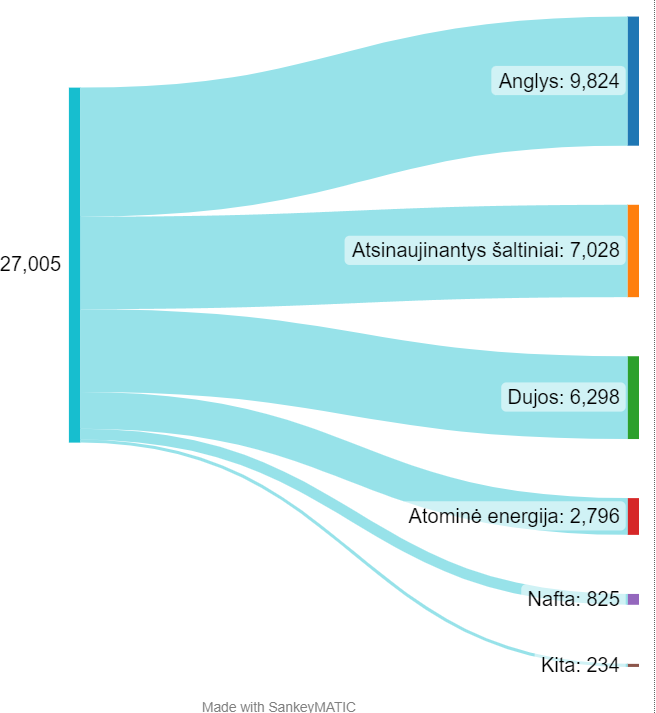 Anglys: 9,824
Atsinaujinantys šaltiniai: 7,028
27,005
Dujos: 6,298
Atominė energija: 2,796
Nafta: 825
Kita: 234
Made with SankeyMATIC